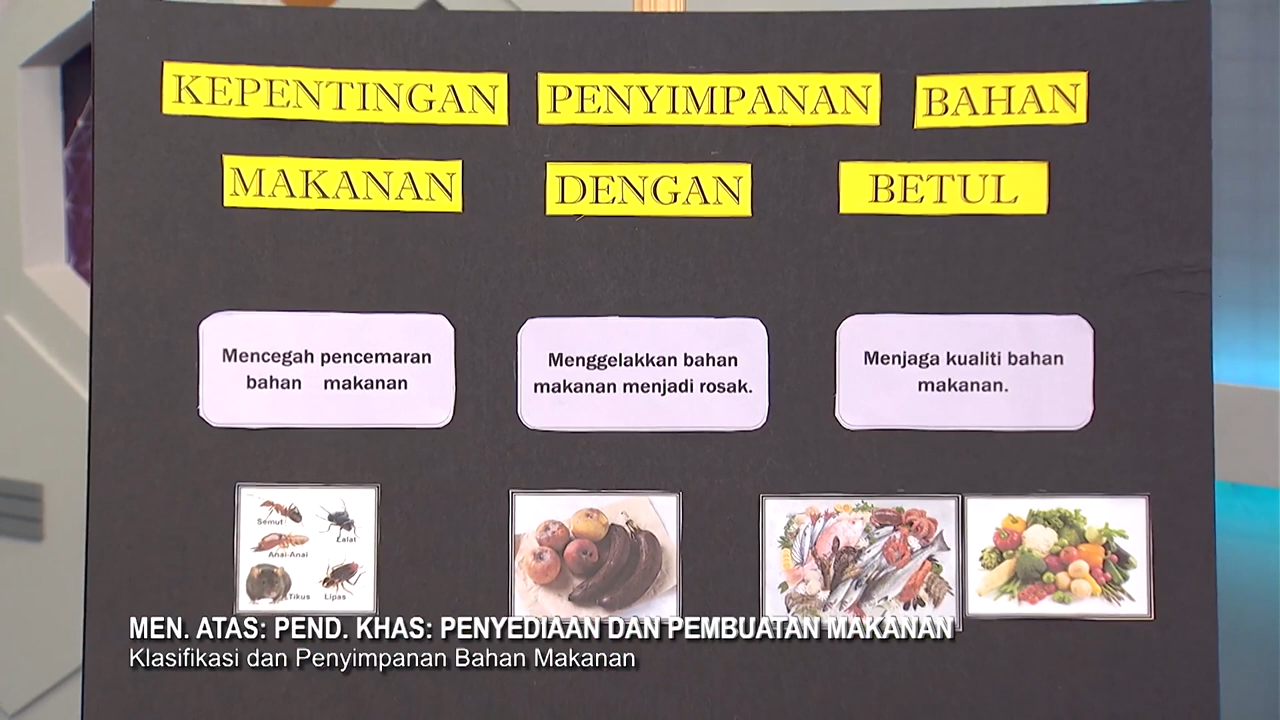 KEPENTINGAN PENYIMPANAN BAHAN
MAKANAN DENGAN BETUL
Mencegah pencemaran
bahan makanan
Menggelakkan bahan
makanan menjadi rosak.
Menjaga kualiti bahan
makanan.
Semut
Lalat
Anai-Anai
Tikus
Lipas
MEN. ATAS: PEND. KHAS: PENYEDIAAN DAN PEMBUATAN MAKANAN
Klasifikasi dan Penyimpanan Bahan Makanan